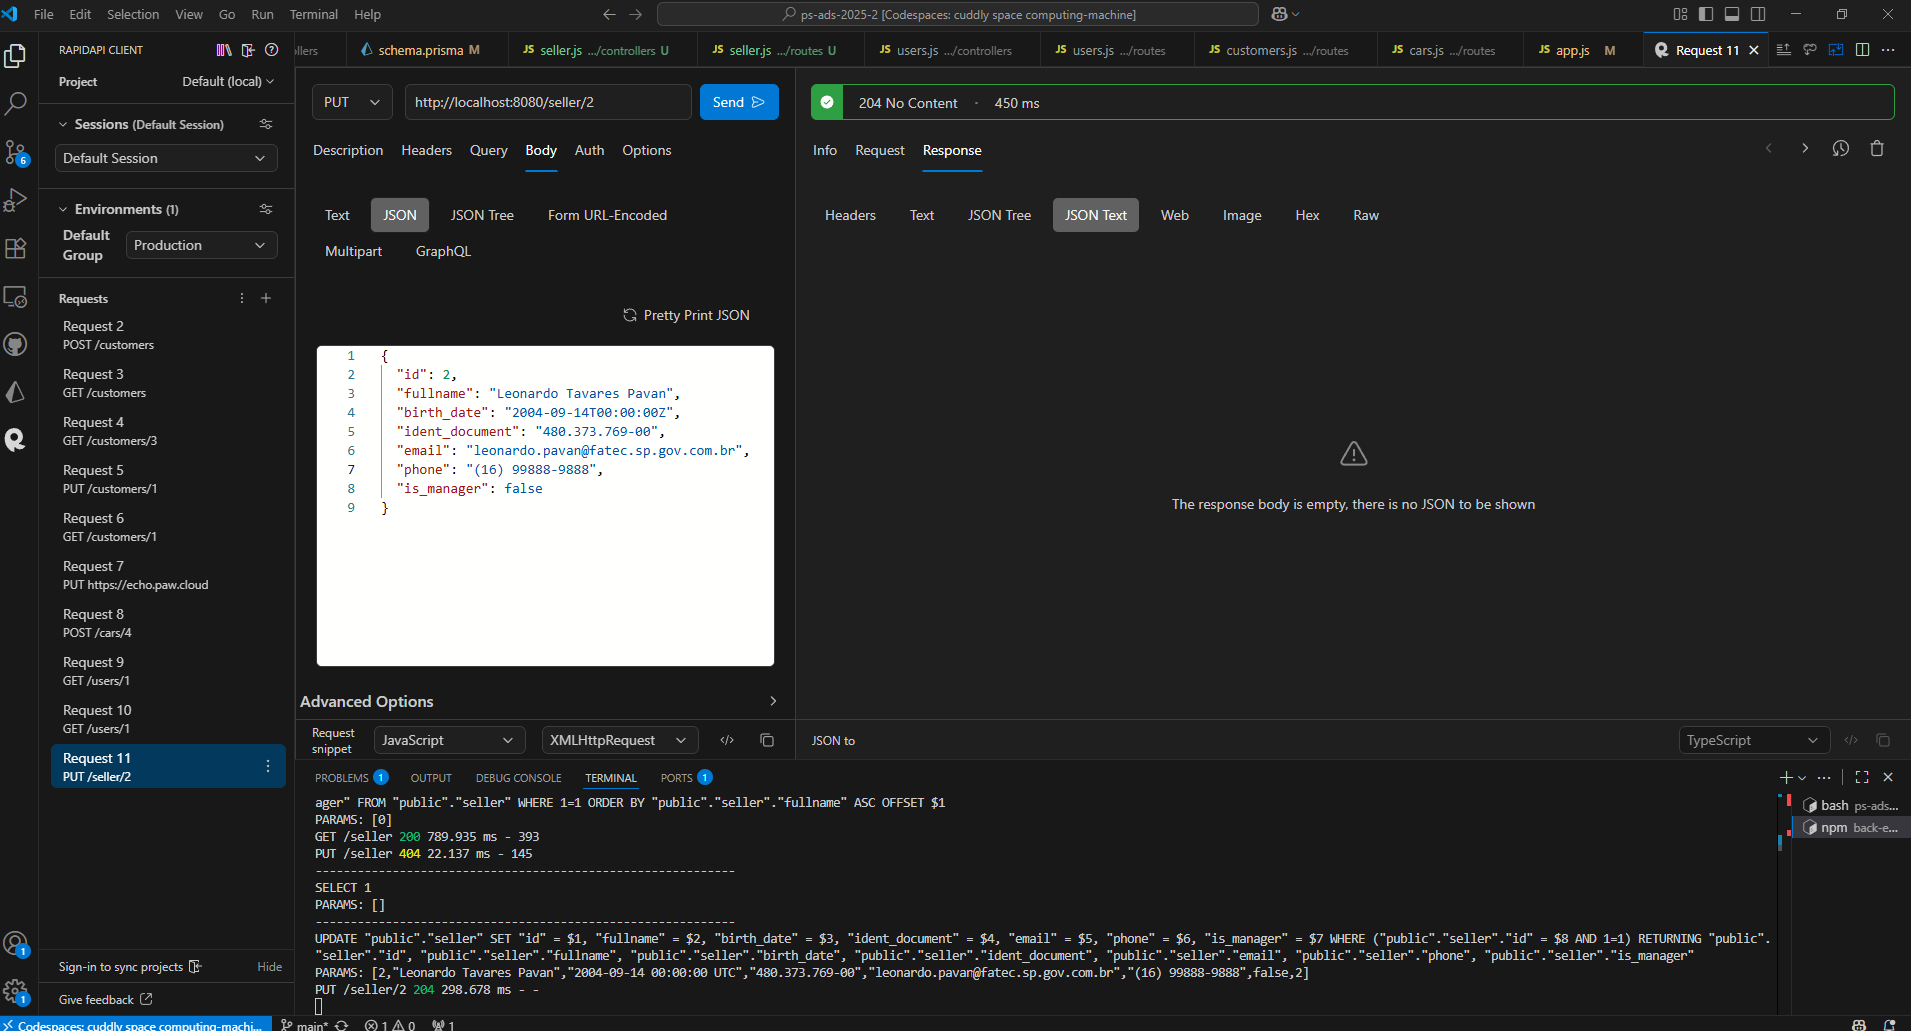 File Edit Selection View Go Run Terminal Help
ps-ads-2025-2 [Codespaces: cuddly space computing-machine]
RAPIDAPI CLIENT
Project Default (local)
Sessions (Default Session)
Default Session
Environments (1)
Default Group
Production
Requests
Request 2
POST /customers
Request 3
GET /customers
Request 4
GET /customers/3
Request 5
PUT /customers/1
Request 6
GET /customers/1
Request 7
PUT https://echo.paw.cloud
Request 8
POST /cars/4
Request 9
GET /users/1
Request 10
GET /users/1
Request 11
PUT /seller/2
Sign-in to sync projects Hide
Give feedback
6
1
1
ollers schema.prisma M JS seller.js .../controllers U JS seller.js .../routes U JS users.js .../controllers JS users.js .../routes JS customers.js .../routes JS cars.js .../routes JS app.js M Request 11
PUT http://localhost:8080/seller/2 Send
Description Headers Query Body Auth Options
Text JSON JSON Tree Form URL-Encoded
Multipart GraphQL
Pretty Print JSON
1 {
2 "id": 2,
3 "fullname": "Leonardo Tavares Pavan",
4 "birth_date": "2004-09-14T00:00:00Z",
5 "ident_document": "480.373.769-00",
6 "email": "leonardo.pavan@fatec.sp.gov.com.br",
7 "phone": "(16) 99888-9888",
8 "is_manager": false
9 }
Advanced Options
Request snippet JavaScript XMLHttpRequest
204 No Content · 450 ms
Info Request Response
Headers Text JSON Tree JSON Text Web Image Hex Raw
The response body is empty, there is no JSON to be shown
JSON to TypeScript
PROBLEMS 1 OUTPUT DEBUG CONSOLE TERMINAL PORTS 1
ager" FROM "public"."seller" WHERE 1=1 ORDER BY "public"."seller"."fullname" ASC OFFSET $1
PARAMS: [0]
GET /seller 200 789.935 ms - 393
PUT /seller 404 22.137 ms - 145
------------------------------------------------------------
SELECT 1
PARAMS: []
------------------------------------------------------------
UPDATE "public"."seller" SET "id" = $1, "fullname" = $2, "birth_date" = $3, "ident_document" = $4, "email" = $5, "phone" = $6, "is_manager" = $7 WHERE ("public"."seller"."id" = $8 AND 1=1) RETURNING "public".
"seller"."id", "public"."seller"."fullname", "public"."seller"."birth_date", "public"."seller"."ident_document", "public"."seller"."email", "public"."seller"."phone", "public"."seller"."is_manager"
PARAMS: [2,"Leonardo Tavares Pavan","2004-09-14 00:00:00 UTC","480.373.769-00","leonardo.pavan@fatec.sp.gov.com.br","(16) 99888-9888",false,2]
PUT /seller/2 204 298.678 ms - -
bash ps-ads...
npm back-e...
Codespaces: cuddly space computing-machi... main* 1 0 1